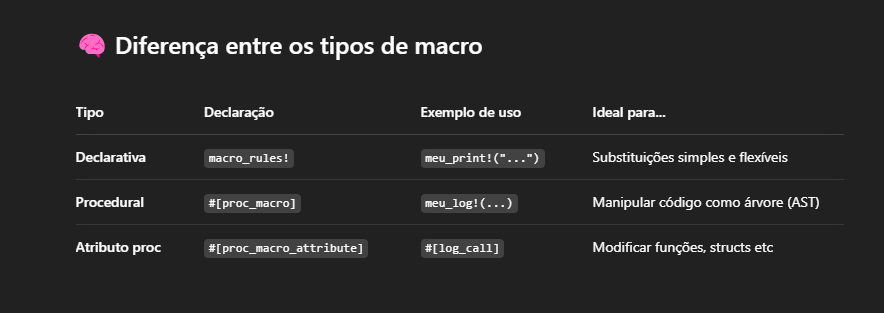 🧠 Diferença entre os tipos de macro
Tipo Declaração Exemplo de uso Ideal para...
Declarativa macro_rules! meu_print!("...") Substituições simples e flexíveis
Procedural #[proc_macro] meu_log!(...) Manipular código como árvore (AST)
Atributo proc #[proc_macro_attribute] #[log_call] Modificar funções, structs etc